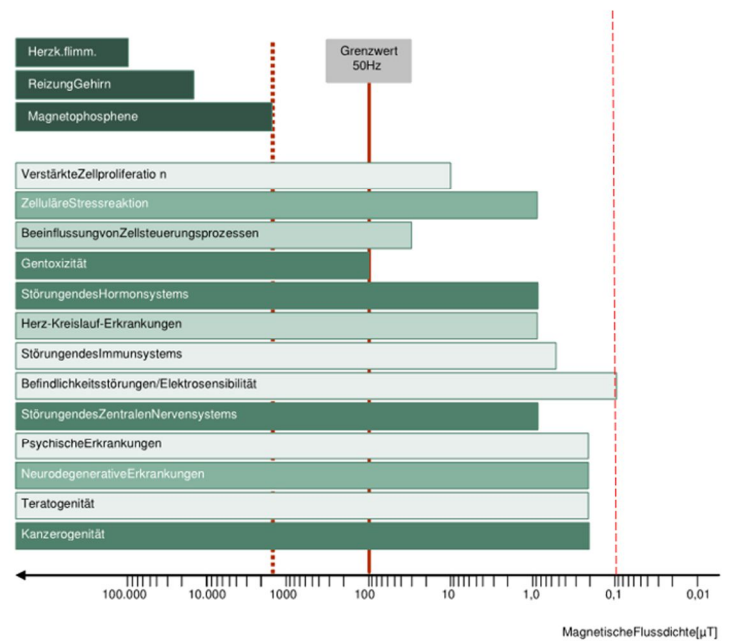 Herzk.flimm.
ReizungGehirn
Magnetophosphene
Grenzwert
50Hz
VerstärkteZellproliferatio n
ZelluläreStressreaktion
BeeinflussungvonZellsteuerungsprozessen
Gentoxizität
StörungendesHormonsystems
Herz-Kreislauf-Erkrankungen
StörungendesImmunsystems
Befindlichkeitsstörungen/Elektrosensibilität
StörungendesZentralenNervensystems
PsychischeErkrankungen
NeurodegenerativeErkrankungen
Teratogenität
Kanzerogenität
100.000 10.000 1000 100 10 1,0 0,1 0,01
MagnetischeFlussdichte[µT]